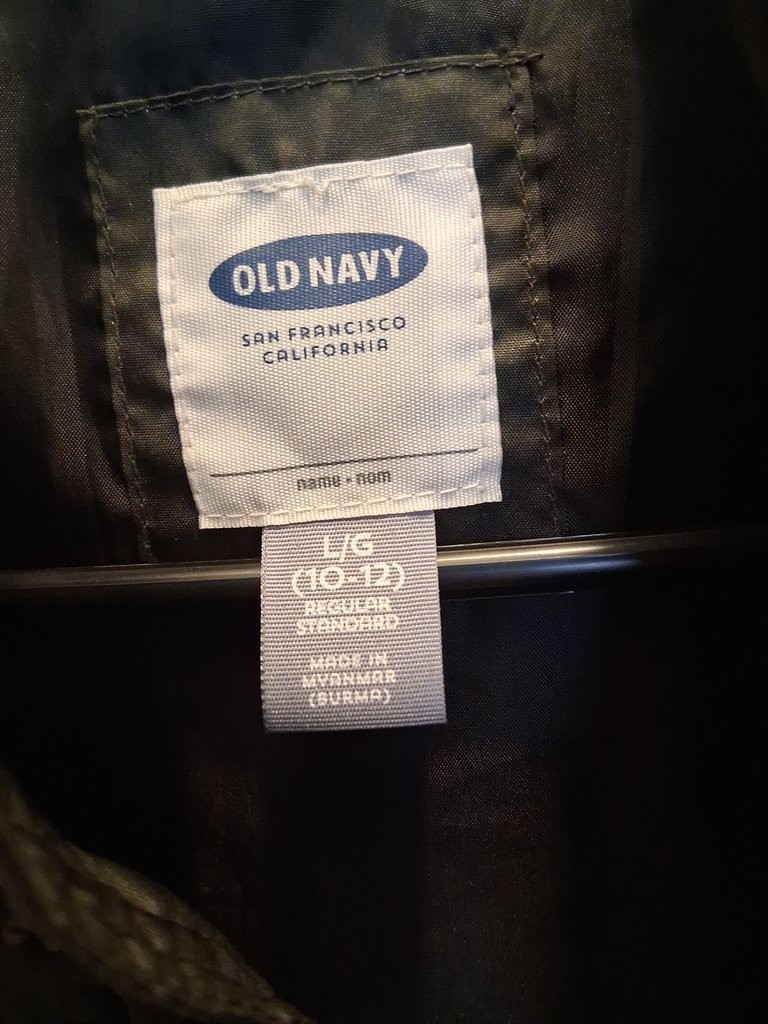 OLD NAVY
SAN FRANCISCO
CALIFORNIA
name • nom
L/G
(10-12)
REGULAR
STANDARD
MADE IN
MYANMAR
(BURMA)